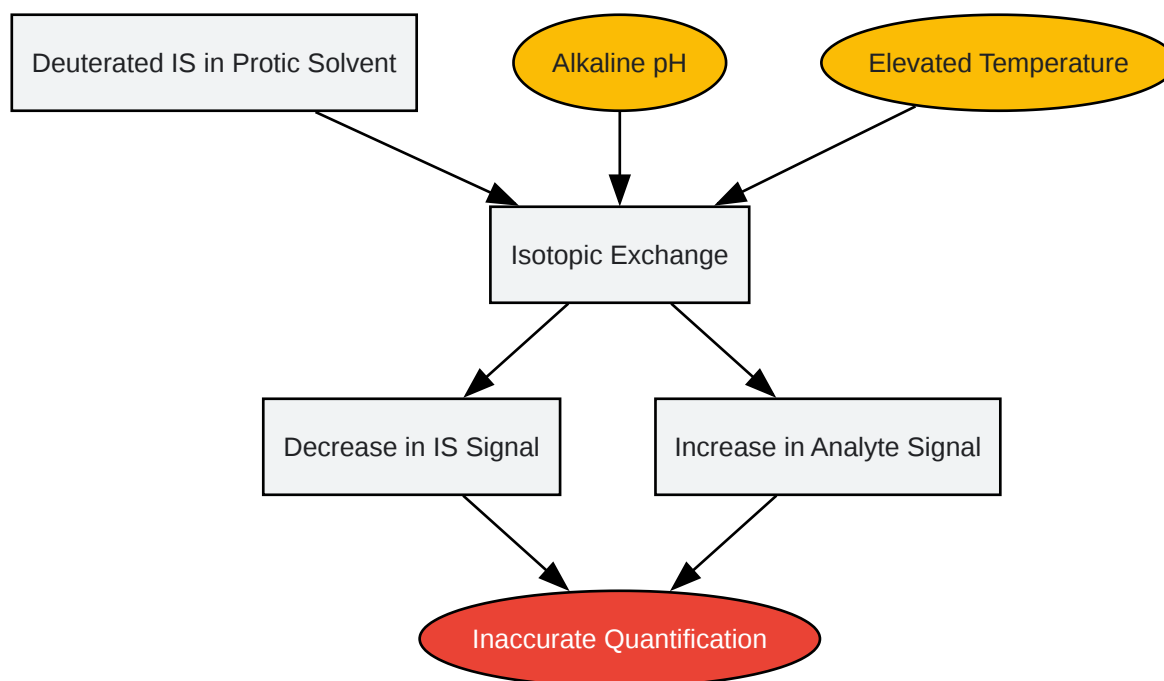 Deuterated IS in Protic Solvent
Alkaline pH
Elevated Temperature
Isotopic Exchange
Decrease in IS Signal
Increase in Analyte Signal
Inaccurate Quantification